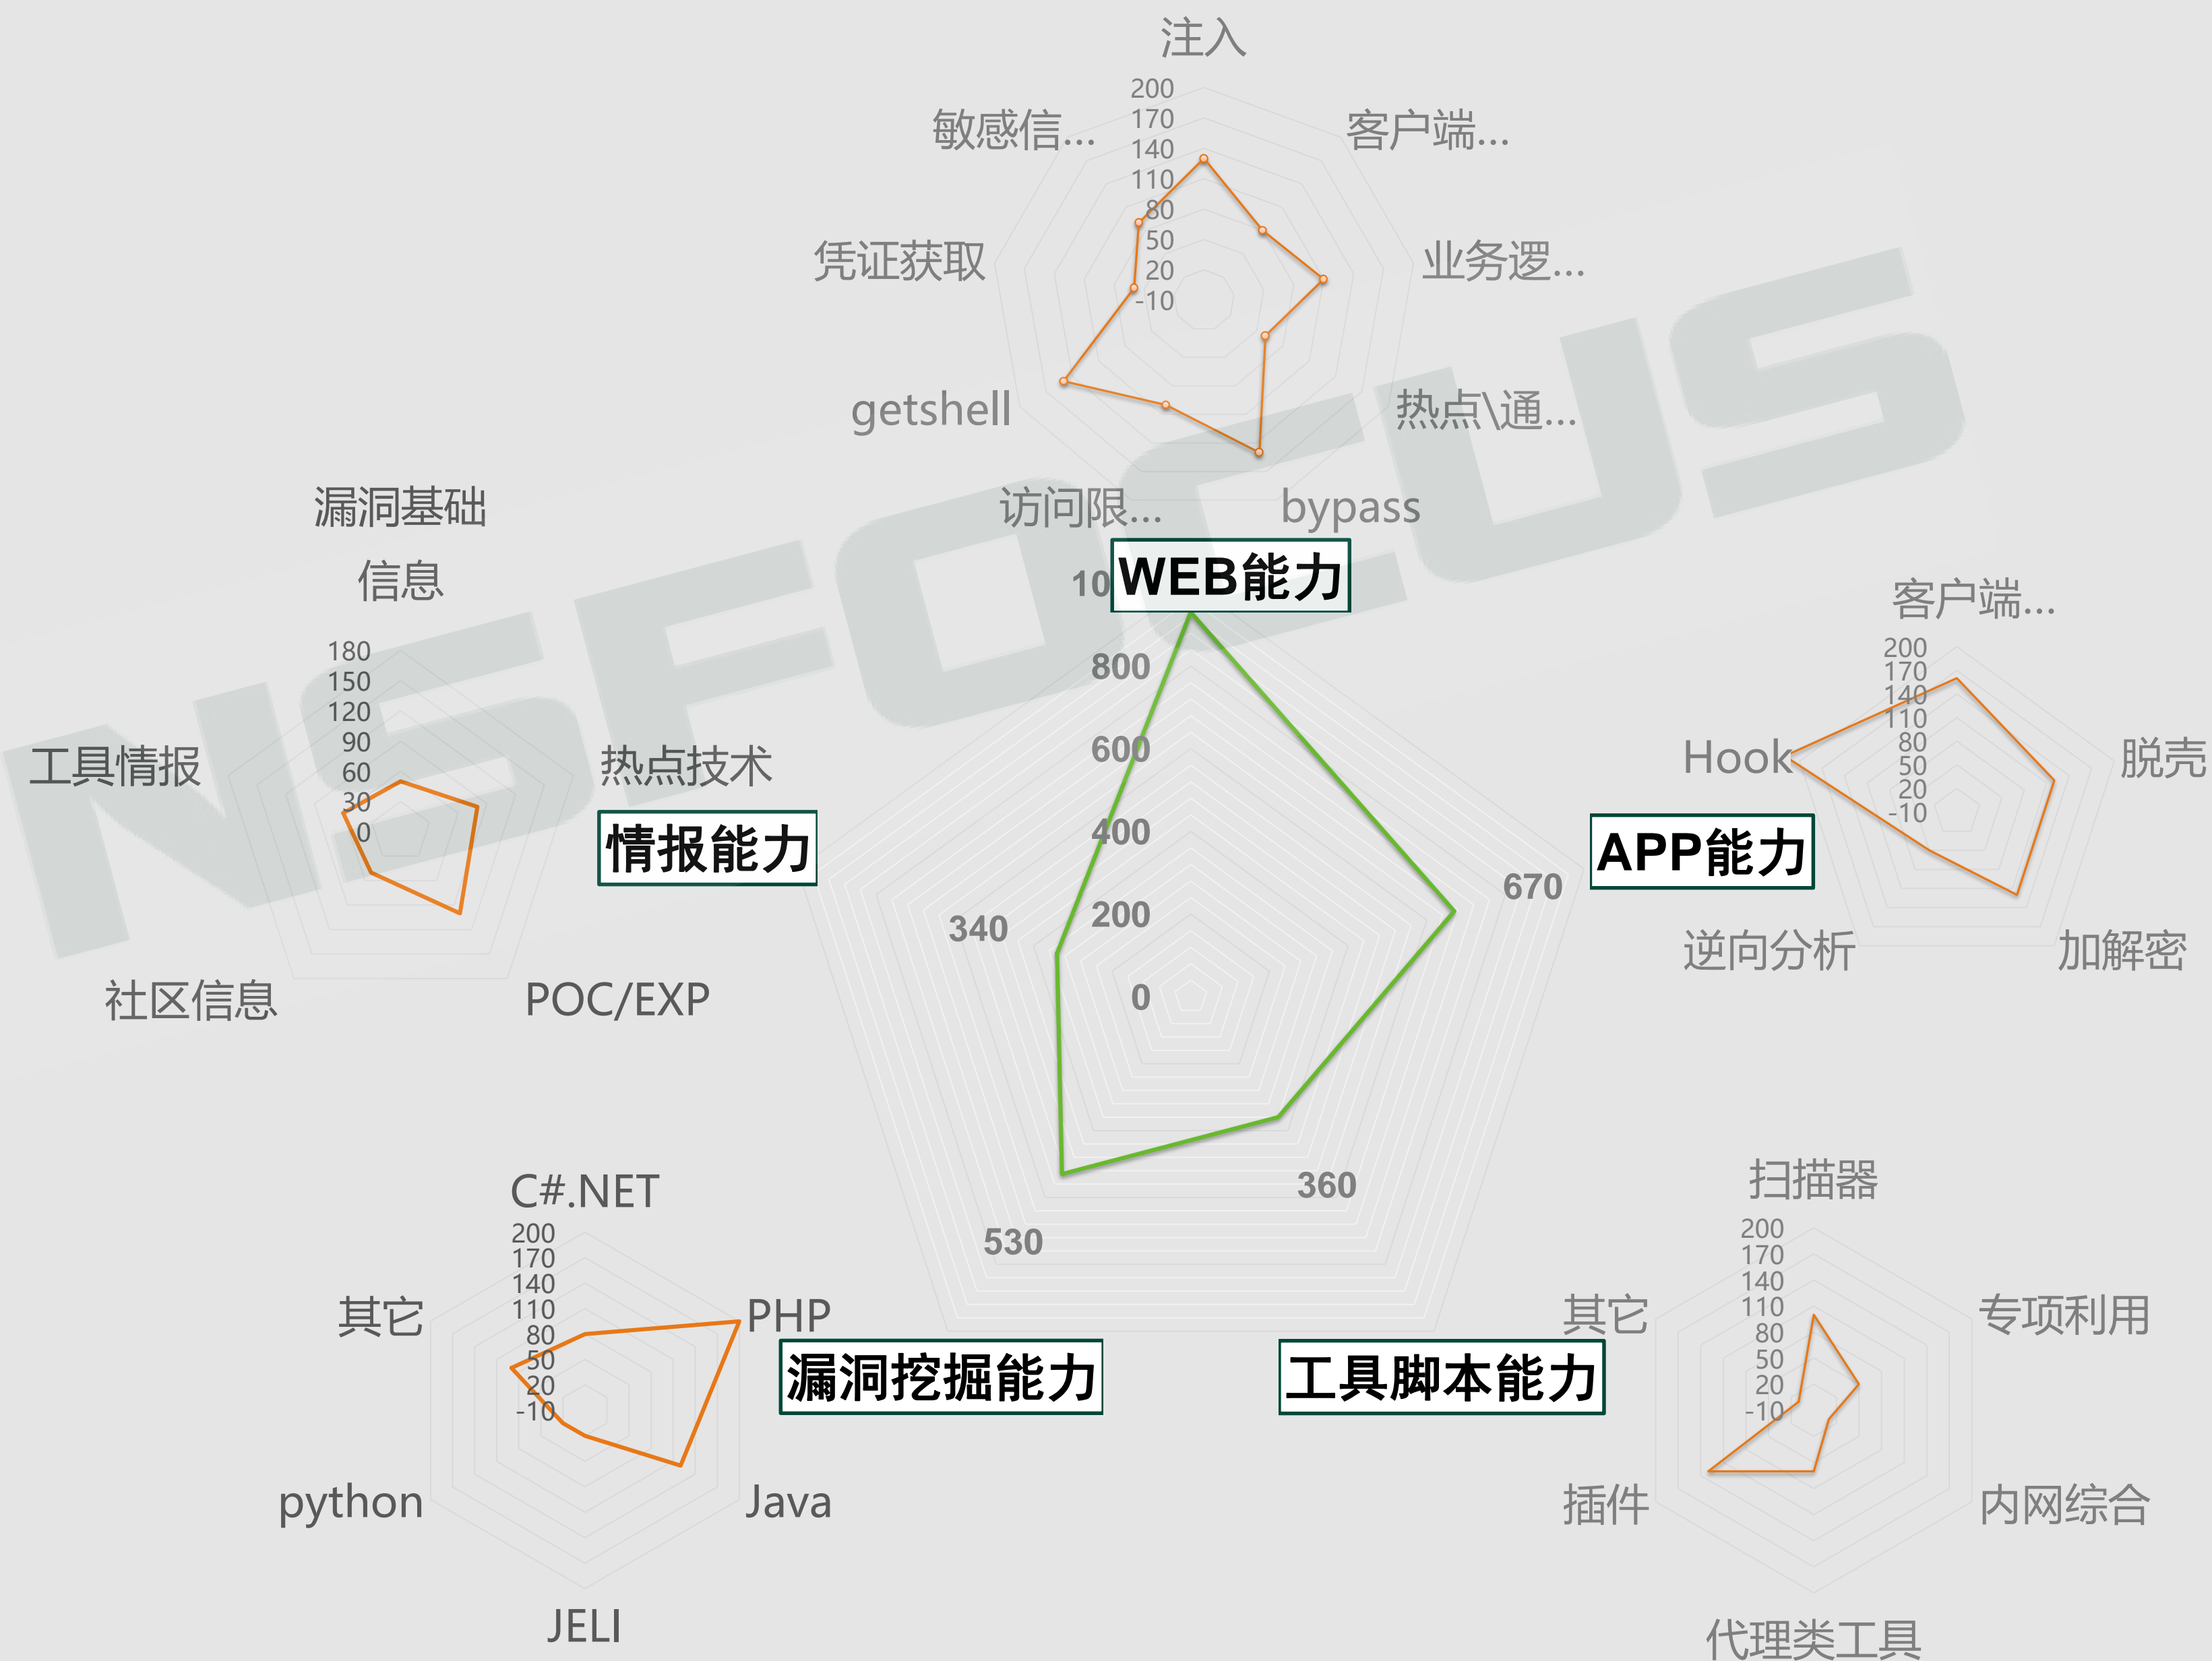 注入
200
170
140
110
80
50
20
-10
敏感信...
客户端...
凭证获取
业务逻...
getshell
热点\通...
访问限...
bypass
WEB能力
10
800
600
400
200
0
670
340
360
530
漏洞基础
信息
180
150
120
90
60
30
0
工具情报
热点技术
情报能力
社区信息
POC/EXP
客户端...
200
170
140
110
80
50
20
-10
Hook
脱壳
APP能力
逆向分析
加解密
C#.NET
200
170
140
110
80
50
20
-10
其它
PHP
漏洞挖掘能力
python
Java
JELI
扫描器
200
170
140
110
80
50
20
-10
其它
专项利用
工具脚本能力
插件
内网综合
代理类工具
NSFOCUS